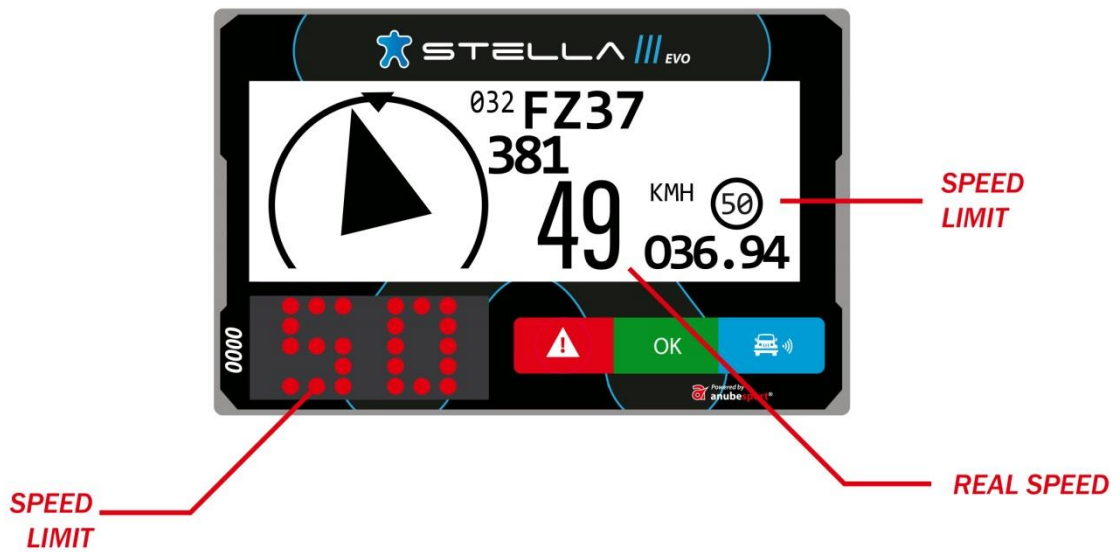 STELLA III EVO
032 FZ37
381
49 KMH 50
036.94
SPEED
LIMIT
0000
50
OK
Powered by
anubesport®
REAL SPEED
SPEED
LIMIT